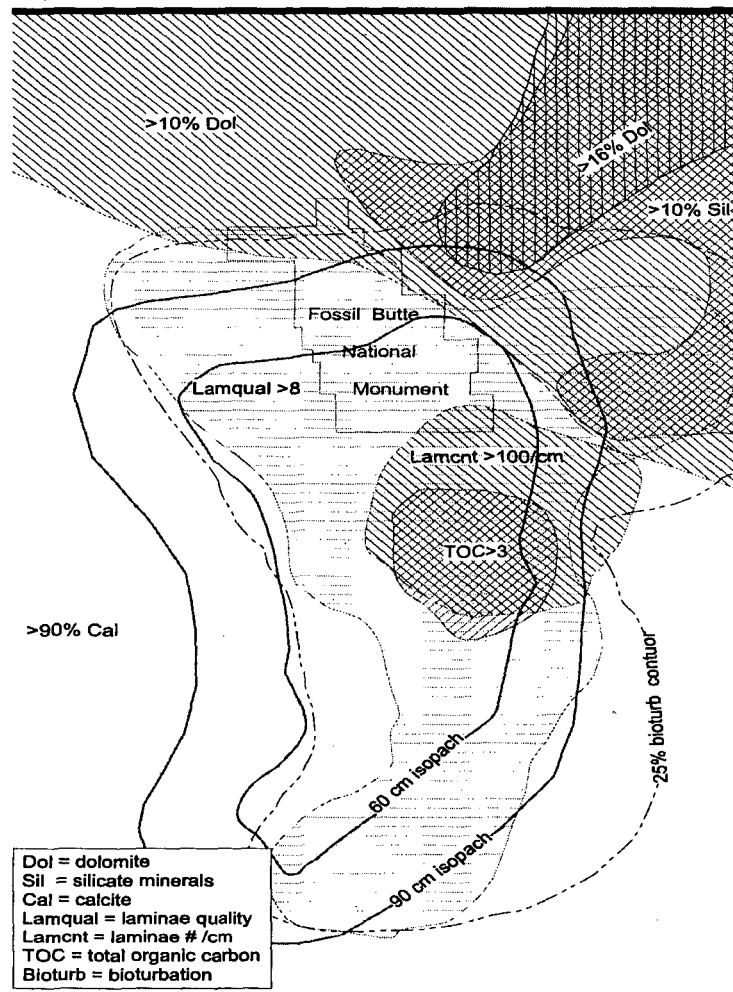 >10% Dol
>16% Dol
>10% Sil
Fossil Butte
National
Monument
Lamqual >8
Lamcnt >100/cm
TOC>3
>90% Cal
25% bioturb contuor
60 cm isopach
90 cm isopach
Dol = dolomite
Sil = silicate minerals
Cal = calcite
Lamqual = laminae quality
Lamcnt = laminae # /cm
TOC = total organic carbon
Bioturb = bioturbation